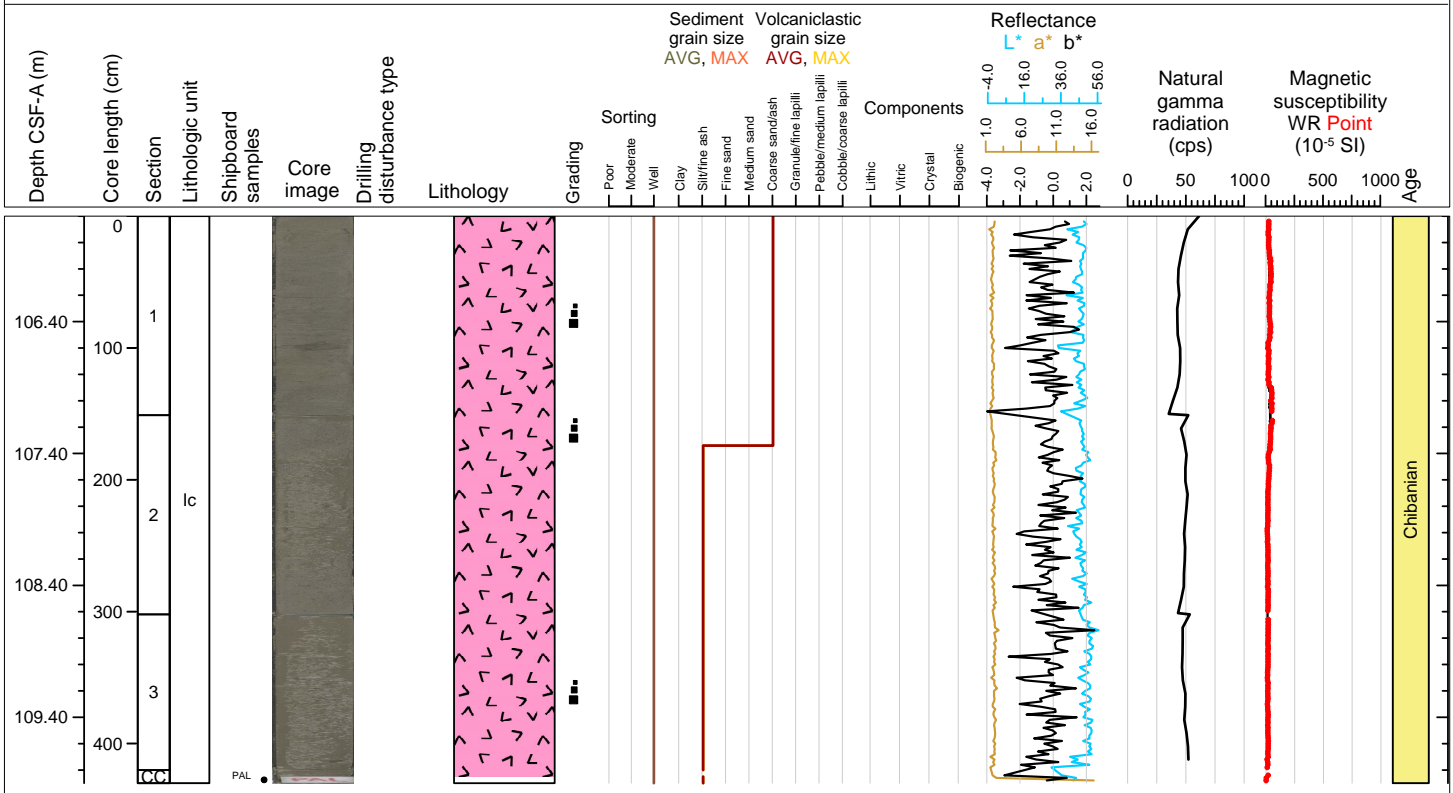 Depth CSF-A (m)
Core length (cm)
Section
Lithologic unit
Shipboard
samples
Core
image
Drilling
disturbance type
Lithology
Grading
Sorting
Poor
Moderate
Well
Sediment
grain size
AVG, MAX
Volcaniclastic
grain size
AVG, MAX
Clay
Silt/fine ash
Fine sand
Medium sand
Coarse sand/ash
Granule/fine lapilli
Pebble/medium lapilli
Cobble/coarse lapilli
Components
Lithic
Vitric
Crystal
Biogenic
Reflectance
L* a* b*
-4.0 16.0 36.0 56.0
1.0 6.0 11.0 16.0
-4.0 -2.0 0.0 2.0
Natural
gamma
radiation
(cps)
0 50 100
Magnetic
susceptibility
WR Point
(10-5 SI)
0 500 1000
Age
0
1
106.40
100
107.40
200
Ic
2
108.40
300
3
109.40
400
CC
PAL
PAL
Chibanian